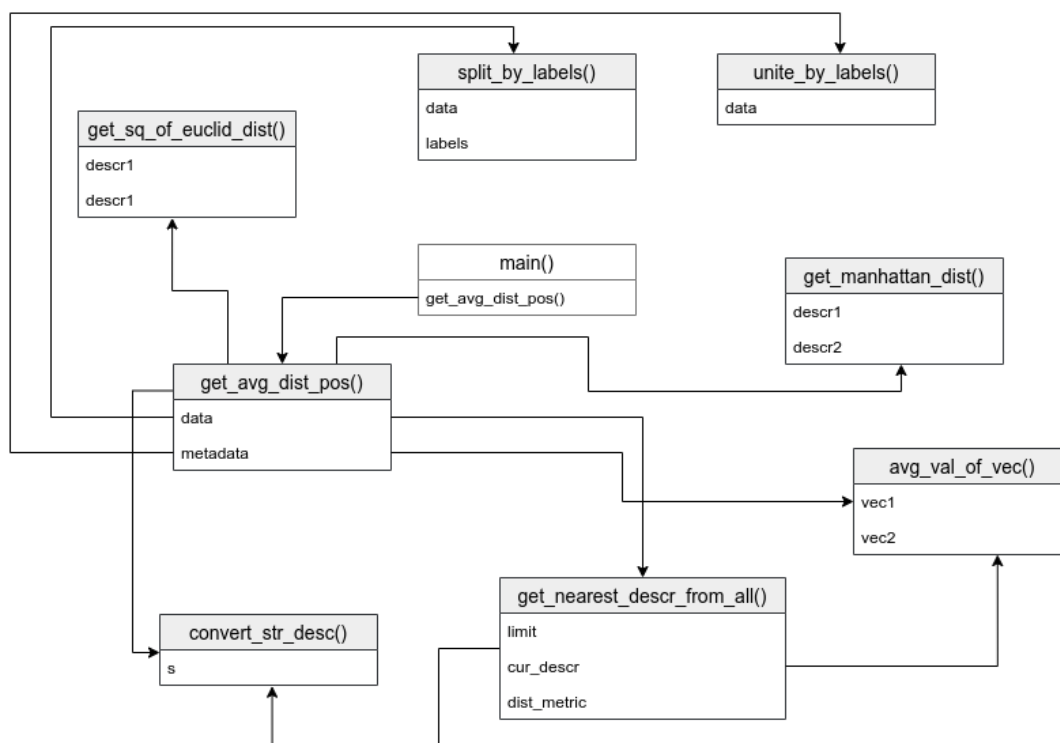 split_by_labels()
data
labels
unite_by_labels()
data
get_sq_of_euclid_dist()
descr1
descr1
main()
get_avg_dist_pos()
get_manhattan_dist()
descr1
descr2
get_avg_dist_pos()
data
metadada
avg_val_of_vec()
vec1
vec2
get_nearest_descr_from_all()
limit
cur_descr
dist_metric
convert_str_desc()
s